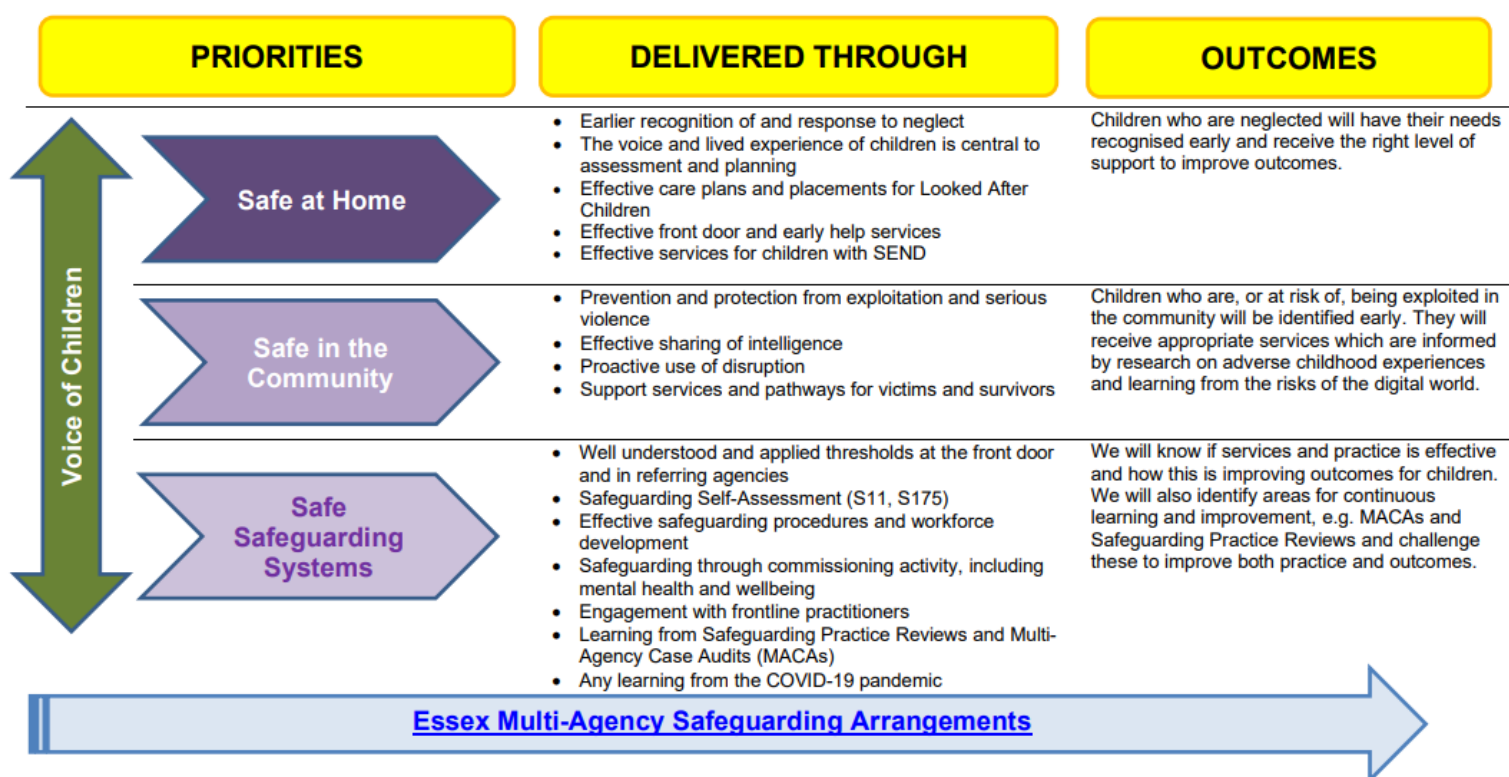 PRIORITIES
DELIVERED THROUGH
OUTCOMES
Voice of Children
Safe at Home
• Earlier recognition of and response to neglect
• The voice and lived experience of children is central to
assessment and planning
• Effective care plans and placements for Looked After
Children
• Effective front door and early help services
• Effective services for children with SEND
Children who are neglected will have their needs
recognised early and receive the right level of
support to improve outcomes.
Safe in the
Community
• Prevention and protection from exploitation and serious
violence
• Effective sharing of intelligence
• Proactive use of disruption
• Support services and pathways for victims and survivors
Children who are, or at risk of, being exploited in
the community will be identified early. They will
receive appropriate services which are informed
by research on adverse childhood experiences
and learning from the risks of the digital world.
Safe
Safeguarding
Systems
• Well understood and applied thresholds at the front door
and in referring agencies
• Safeguarding Self-Assessment (S11, S175)
• Effective safeguarding procedures and workforce
development
• Safeguarding through commissioning activity, including
mental health and wellbeing
• Engagement with frontline practitioners
• Learning from Safeguarding Practice Reviews and Multi-
Agency Case Audits (MACAs)
• Any learning from the COVID-19 pandemic
We will know if services and practice is effective
and how this is improving outcomes for children.
We will also identify areas for continuous
learning and improvement, e.g. MACAs and
Safeguarding Practice Reviews and challenge
these to improve both practice and outcomes.
Essex Multi-Agency Safeguarding Arrangements